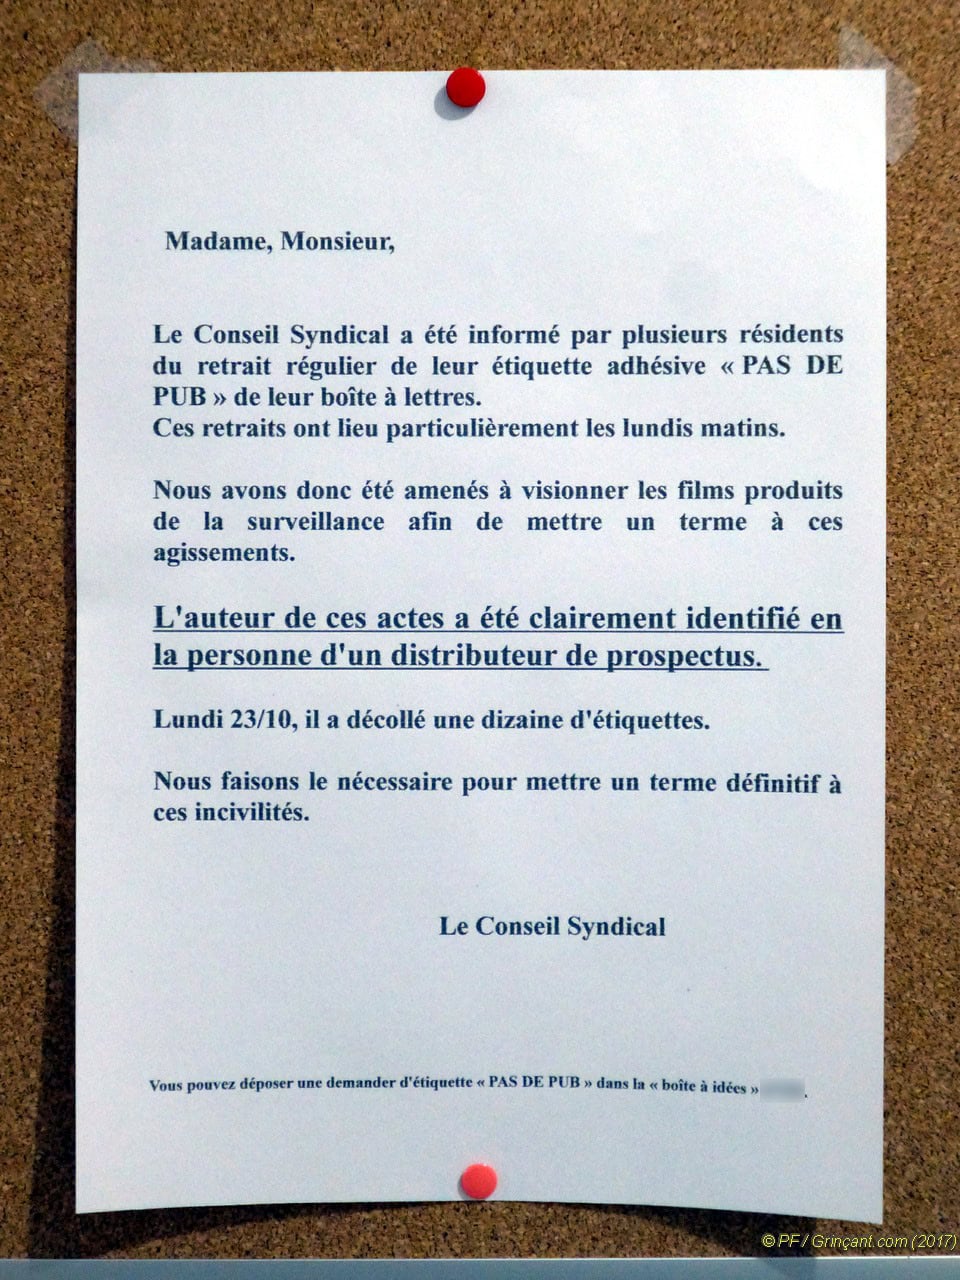 Madame, Monsieur,
Le Conseil Syndical a été informé par plusieurs résidents
du retrait régulier de leur étiquette adhésive « PAS DE
PUB » de leur boîte à lettres.
Ces retraits ont lieu particulièrement les lundis matins.
Nous avons donc été amenés à visionner les films produits
de la surveillance afin de mettre un terme à ces
agissements.
L'auteur de ces actes a été clairement identifié en
la personne d'un distributeur de prospectus.
Lundi 23/10, il a décollé une dizaine d'étiquettes.
Nous faisons le nécessaire pour mettre un terme définitif à
ces incivilités.
Le Conseil Syndical
Vous pouvez déposer une demander d'étiquette « PAS DE PUB » dans la « boîte à idées » .
© PF / Grinçant.com (2017)